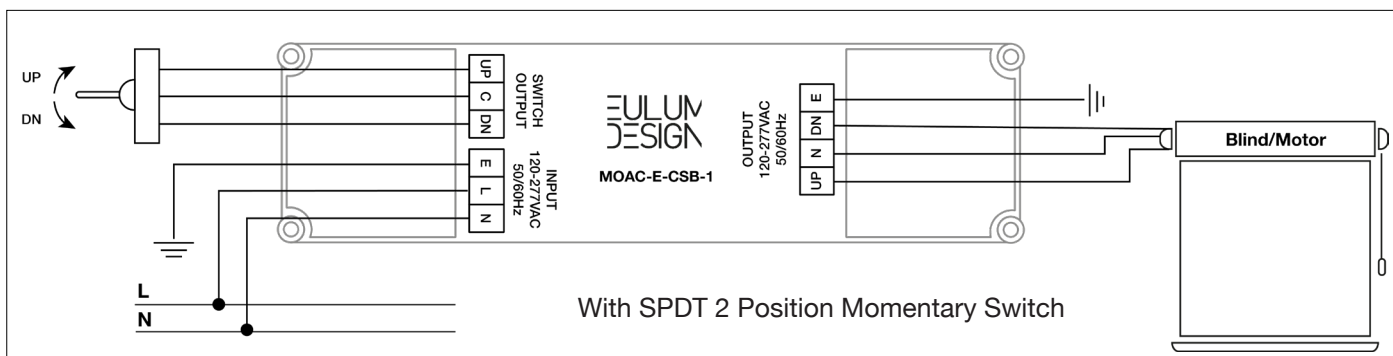 UP
DN
UP
C
DN
SWITCH
OUTPUT
E
L
N
INPUT
120-277VAC
50/60Hz
L
N
EULUM
DESIGN
MOAC-E-CSB-1
OUTPUT
120-277VAC
50/60Hz
E
DN
N
UP
Blind/Motor
With SPDT 2 Position Momentary Switch